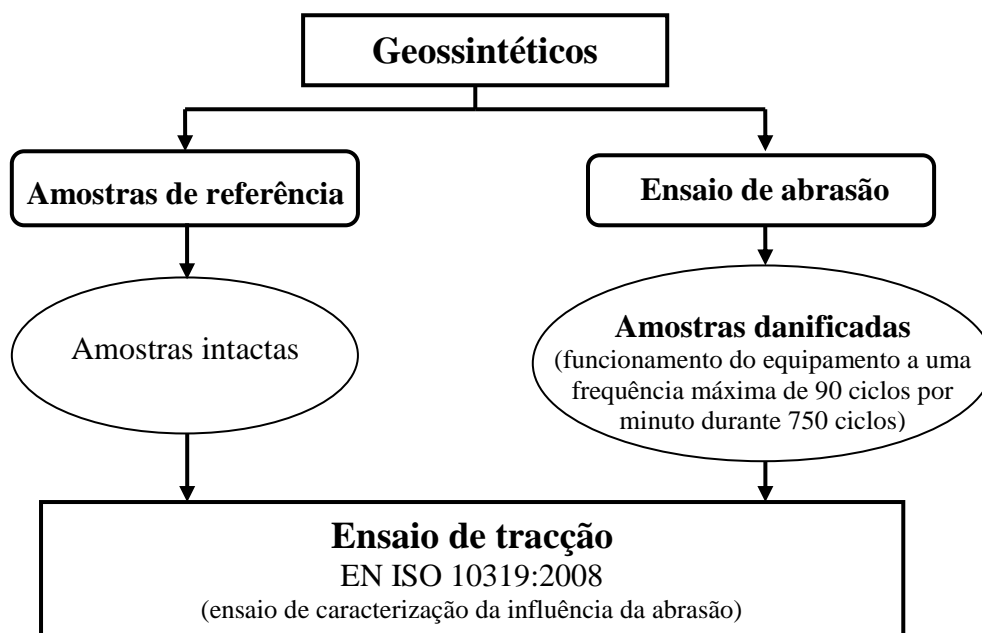 Geossintéticos
Amostras de referência
Ensaio de abrasão
Amostras intactas
Amostras danificadas
(funcionamento do equipamento a uma
frequência máxima de 90 ciclos por
minuto durante 750 ciclos)
Ensaio de tracção
EN ISO 10319:2008
(ensaio de caracterização da influência da abrasão)